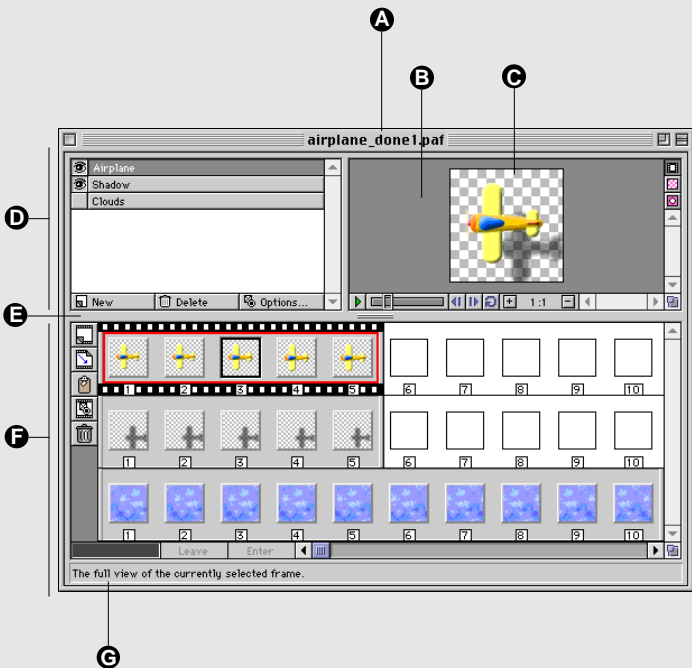 A
B
C
airplane_done1.paf
Airplane
Shadow
Clouds
D
New Delete Options...
1:1
E
1 2 3 4 5 6 7 8 9 10
F
1 2 3 4 5 6 7 8 9 10
1 2 3 4 5 6 7 8 9 10
Leave Enter
The full view of the currently selected frame.
G